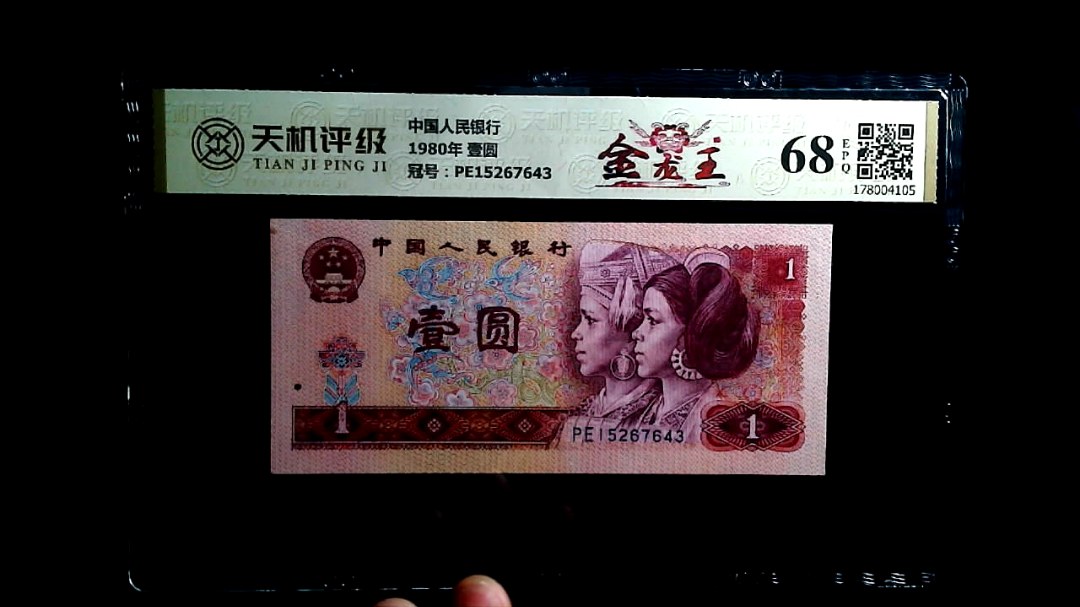 天机评级
TIAN JI PING JI
中国人民银行
1980年 壹圆
冠号：PE15267643
金龙王
68
EPQ
178004105
中国人民银行
1
壹圆
1
PE15267643
1